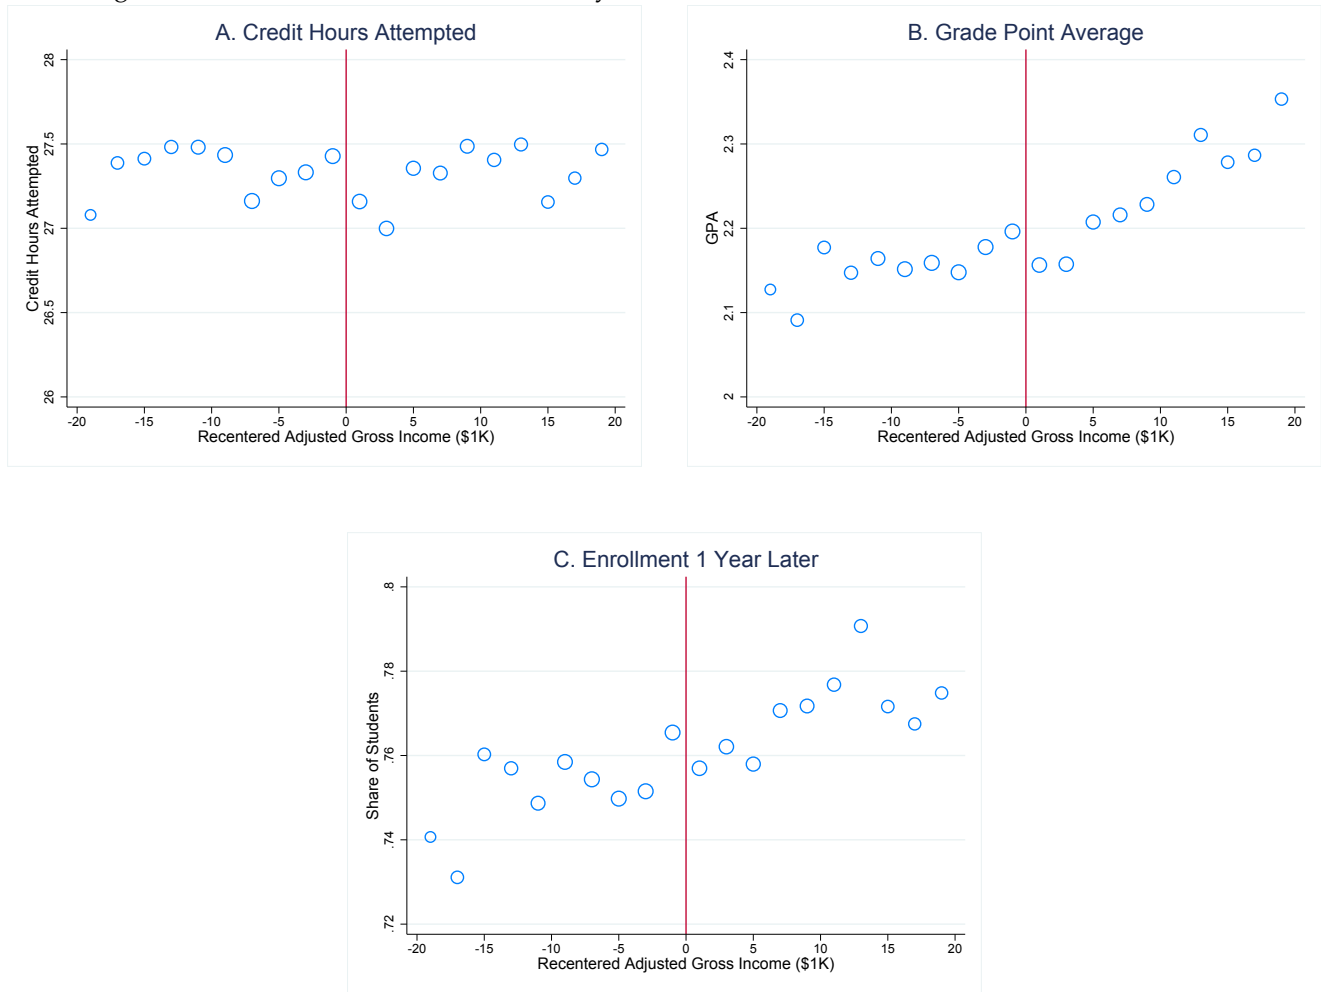 A. Credit Hours Attempted
Credit Hours Attempted
28
27.5
27
26.5
26
-20 -15 -10 -5 0 5 10 15 20
Recentered Adjusted Gross Income ($1K)
B. Grade Point Average
GPA
2.4
2.3
2.2
2.1
2
-20 -15 -10 -5 0 5 10 15 20
Recentered Adjusted Gross Income ($1K)
C. Enrollment 1 Year Later
Share of Students
.8
.78
.76
.74
.72
-20 -15 -10 -5 0 5 10 15 20
Recentered Adjusted Gross Income ($1K)